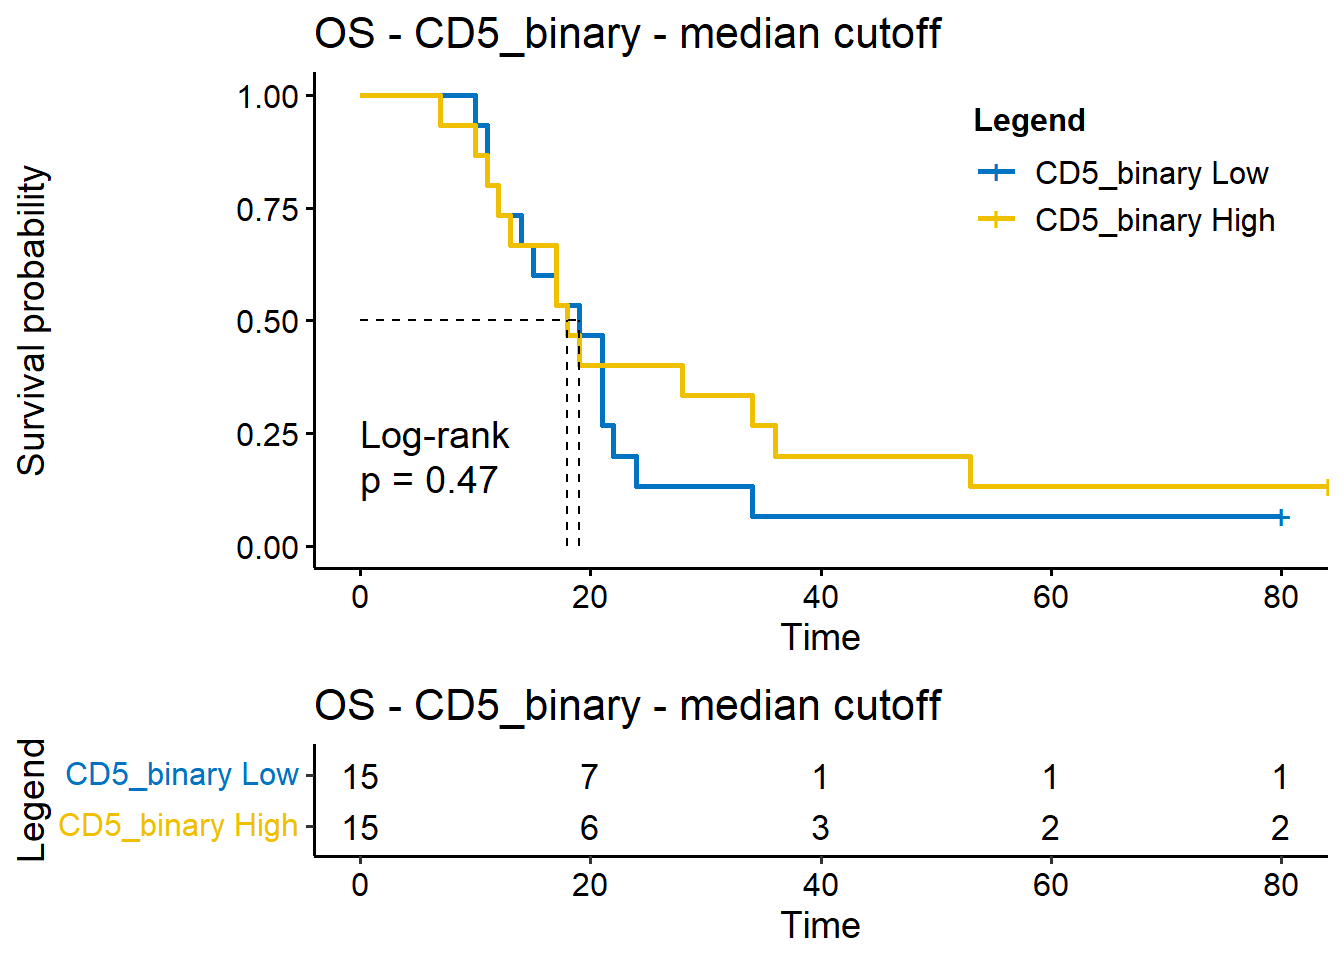 OS - CD5_binary - median cutoff
Survival probability
1.00
0.75
0.50
0.25
0.00
Legend
CD5_binary Low
CD5_binary High
Log-rank
p = 0.47
0 20 40 60 80
Time
OS - CD5_binary - median cutoff
Legend
CD5_binary Low 15 7 1 1 1
CD5_binary High 15 6 3 2 2
0 20 40 60 80
Time